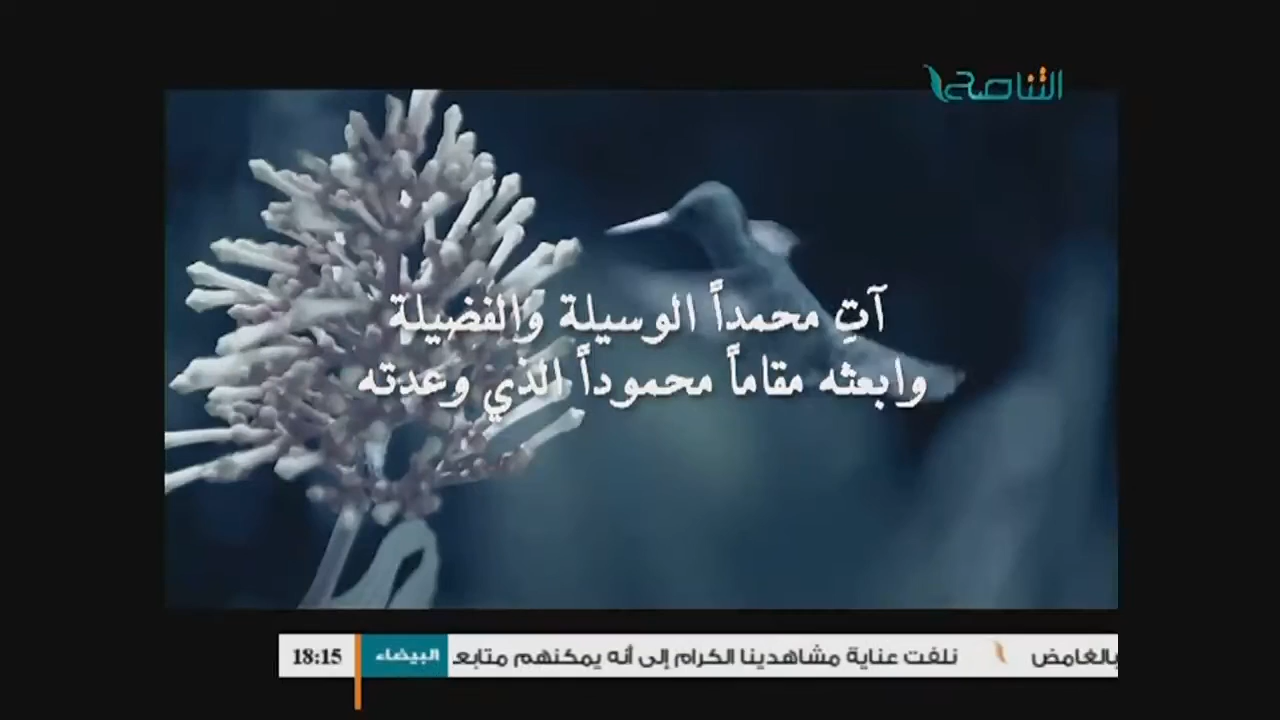 التناصح
آتِ محمداً الوسيلة والفضيلة
وابعثه مقاماً محموداً الذي وعدته
بالغامض
نلفت عناية مشاهدينا الكرام إلى أنه يمكنهم متابع
البيضاء
18:15